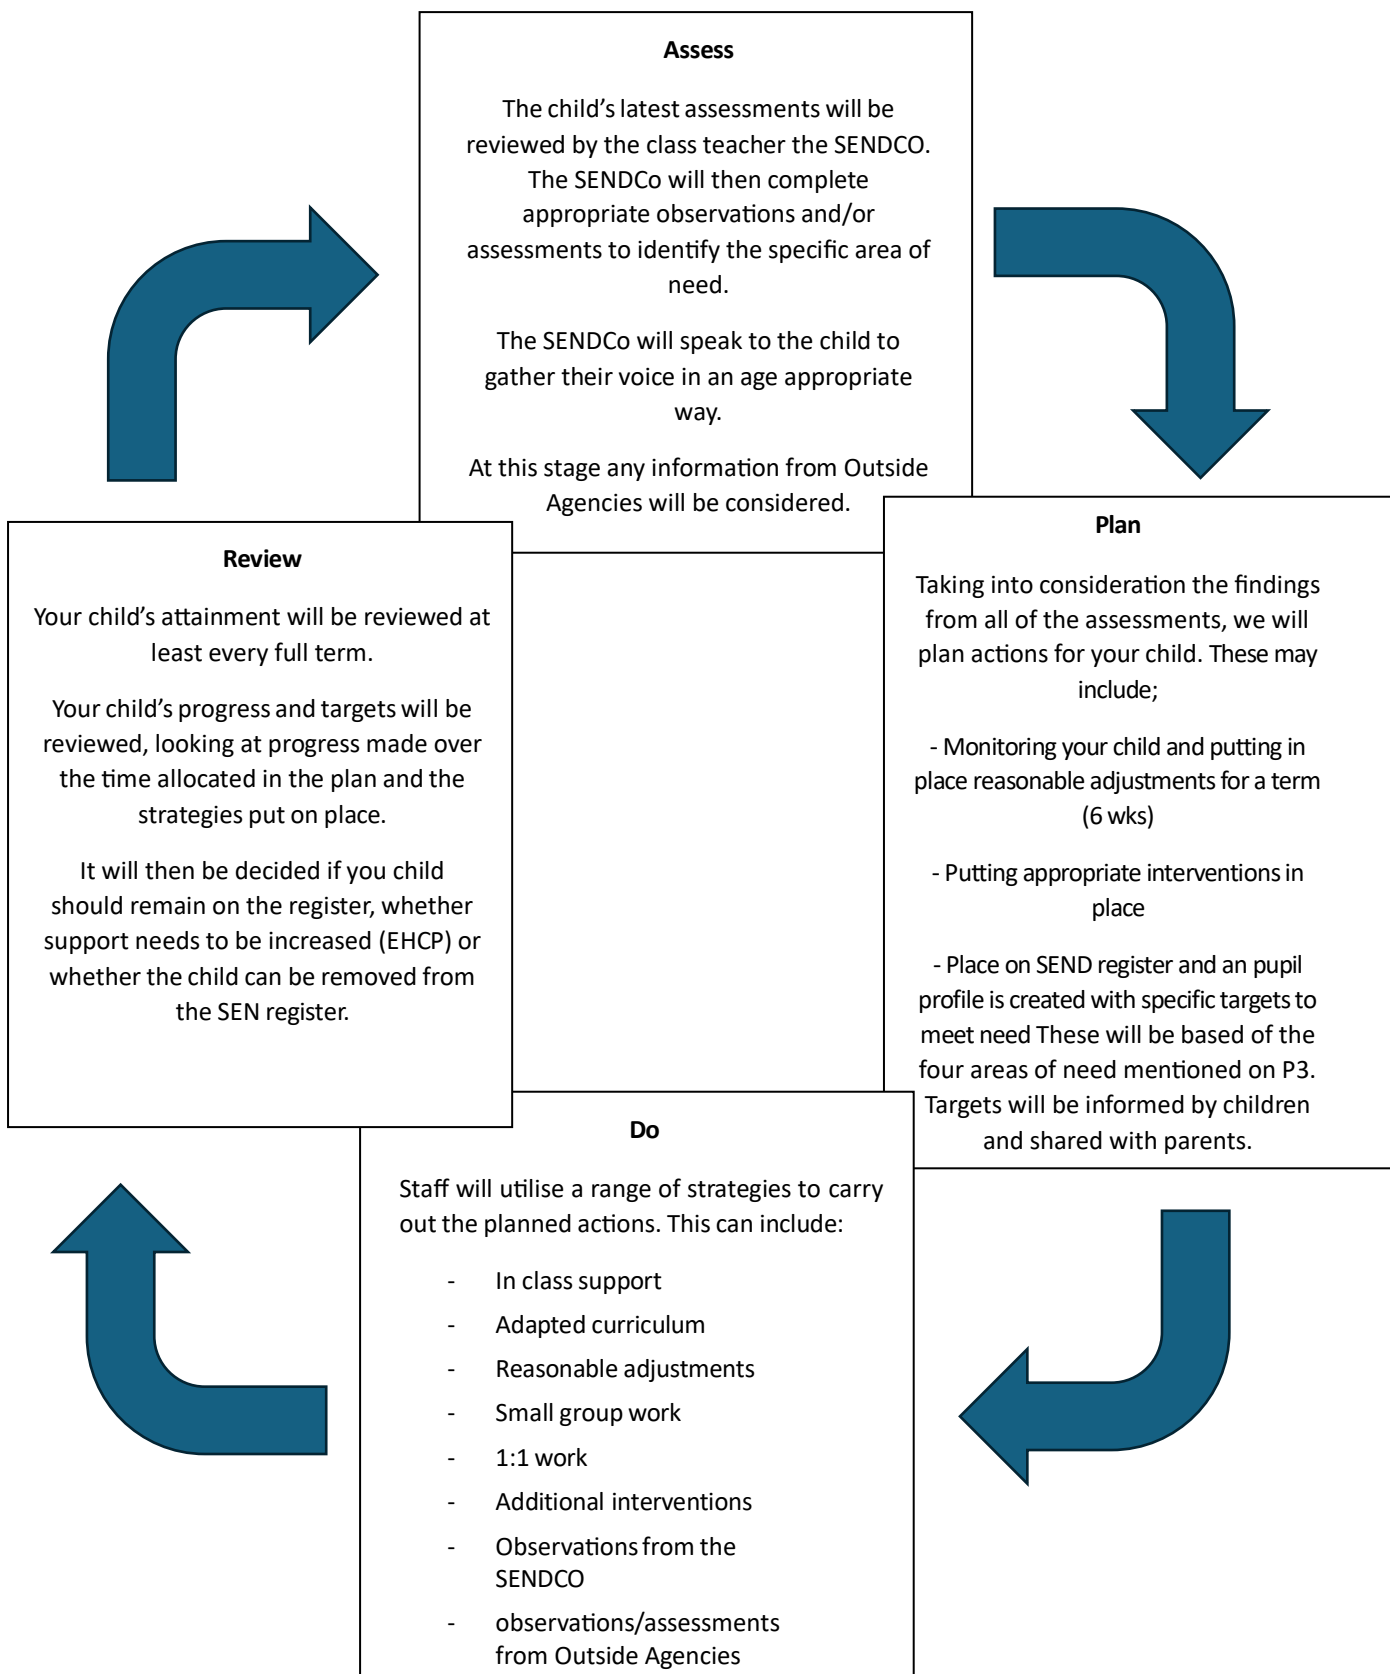 Assess
The child's latest assessments will be
reviewed by the class teacher the SENDCO.
The SENDCo will then complete
appropriate observations and/or
assessments to identify the specific area of
need.
The SENDCo will speak to the child to
gather their voice in an age appropriate
way.
At this stage any information from Outside
Agencies will be considered.
Plan
Taking into consideration the findings
from all of the assessments, we will
plan actions for your child. These may
include;
- Monitoring your child and putting in
place reasonable adjustments for a term
(6 wks)
- Putting appropriate interventions in
place
- Place on SEND register and an pupil
profile is created with specific targets to
meet need These will be based of the
four areas of need mentioned on P3.
Targets will be informed by children
and shared with parents.
Do
Staff will utilise a range of strategies to carry
out the planned actions. This can include:
- In class support
- Adapted curriculum
- Reasonable adjustments
- Small group work
- 1:1 work
- Additional interventions
- Observations from the
SENDCO
- observations/assessments
from Outside Agencies
Review
Your child's attainment will be reviewed at
least every full term.
Your child's progress and targets will be
reviewed, looking at progress made over
the time allocated in the plan and the
strategies put on place.
It will then be decided if you child
should remain on the register, whether
support needs to be increased (EHCP) or
whether the child can be removed from
the SEN register.